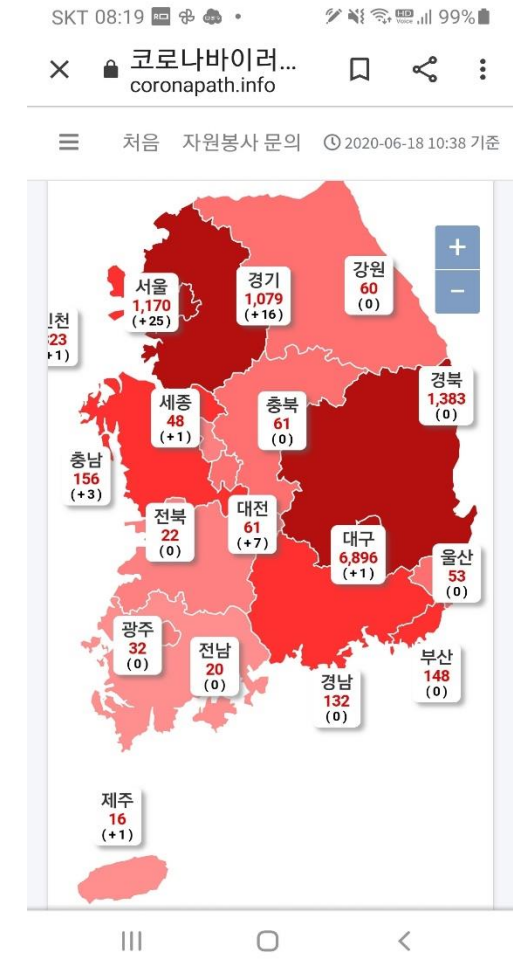 SKT 08:19
HD
Voice
99%
코로나바이러...
coronapath.info
처음 자원봉사 문의 2020-06-18 10:38 기준
+
−
서울
1,170
(+25)
경기
1,079
(+16)
강원
60
(0)
천
23
+1)
경북
1,383
(0)
세종
48
(+1)
충북
61
(0)
충남
156
(+3)
전북
22
(0)
대전
61
(+7)
대구
6,896
(+1)
울산
53
(0)
광주
32
(0)
전남
20
(0)
부산
148
(0)
경남
132
(0)
제주
16
(+1)